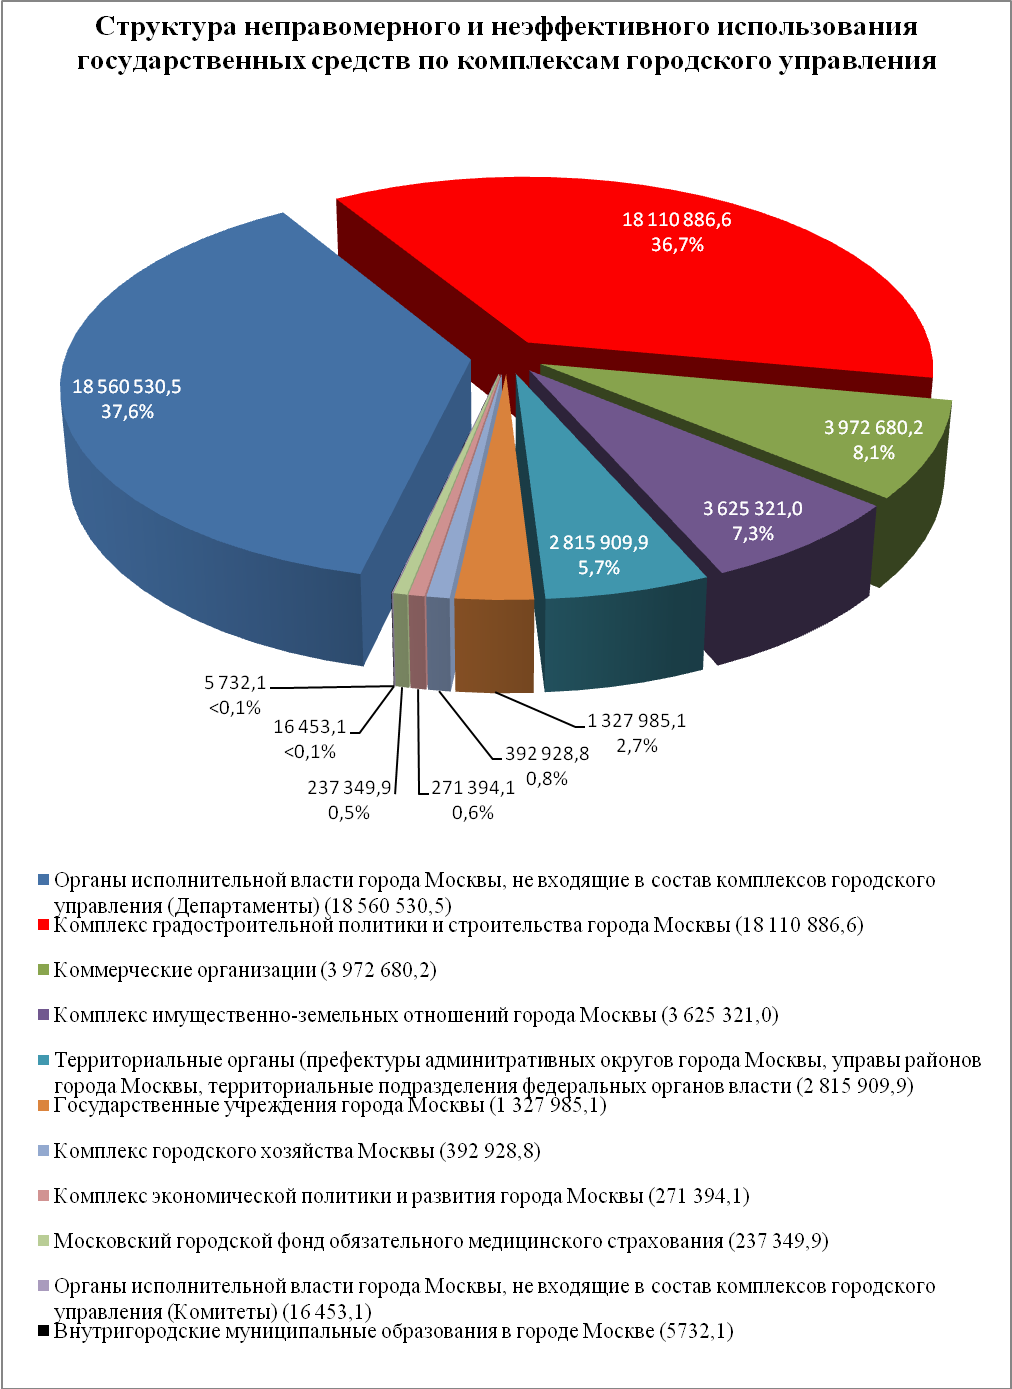 Структура неправомерного и неэффективного использования
государственных средств по комплексам городского управления
18 110 886,6
36,7%
18 560 530,5
37,6%
3 972 680,2
8,1%
3 625 321,0
7,3%
2 815 909,9
5,7%
5 732,1
<0,1%
16 453,1
<0,1%
237 349,9
0,5%
271 394,1
0,6%
392 928,8
0,8%
1 327 985,1
2,7%
Органы исполнительной власти города Москвы, не входящие в состав комплексов городского
управления (Департаменты) (18 560 530,5)
Комплекс градостроительной политики и строительства города Москвы (18 110 886,6)
Коммерческие организации (3 972 680,2)
Комплекс имущественно-земельных отношений города Москвы (3 625 321,0)
Территориальные органы (префектуры админитративных округов города Москвы, управы районов
города Москвы, территориальные подразделения федеральных органов власти (2 815 909,9)
Государственные учреждения города Москвы (1 327 985,1)
Комплекс городского хозяйства Москвы (392 928,8)
Комплекс экономической политики и развития города Москвы (271 394,1)
Московский городской фонд обязательного медицинского страхования (237 349,9)
Органы исполнительной власти города Москвы, не входящие в состав комплексов городского
управления (Комитеты) (16 453,1)
Внутригородские муниципальные образования в городе Москве (5732,1)